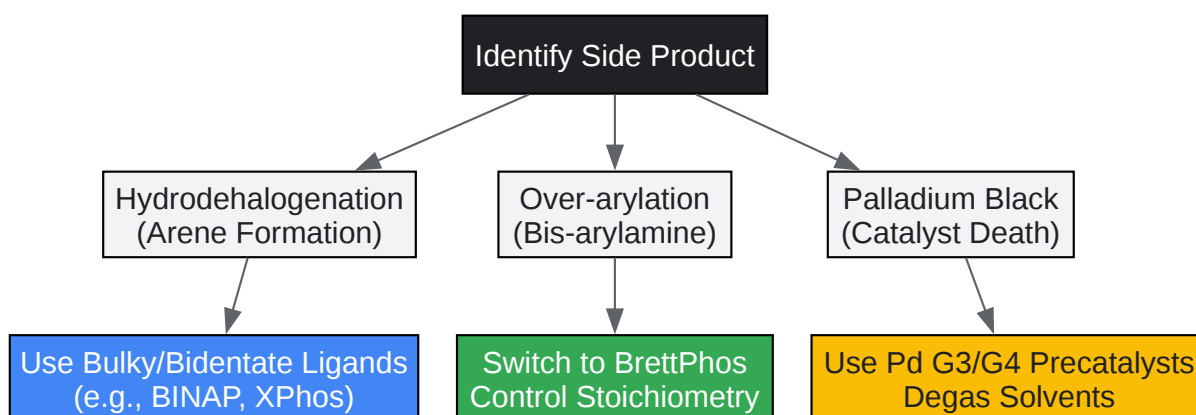 Identify Side Product
Hydrodehalogenation
(Arene Formation)
Over-arylation
(Bis-arylamine)
Palladium Black
(Catalyst Death)
Use Bulky/Bidentate Ligands
(e.g., BINAP, XPhos)
Switch to BrettPhos
Control Stoichiometry
Use Pd G3/G4 Precatalysts
Degas Solvents